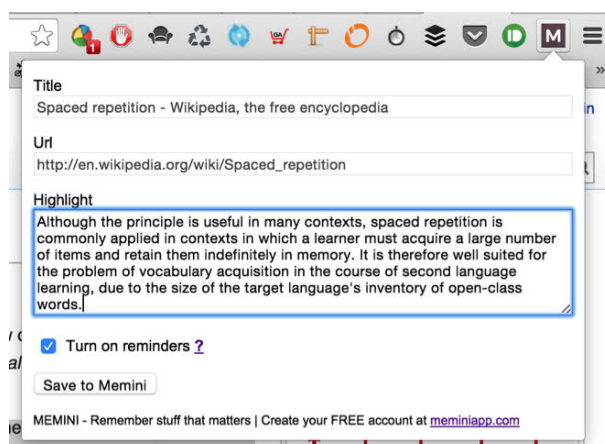 1
M
»
Title
Spaced repetition - Wikipedia, the free encyclopedia
in
Url
http://en.wikipedia.org/wiki/Spaced_repetition
Highlight
Although the principle is useful in many contexts, spaced repetition is
commonly applied in contexts in which a learner must acquire a large number
of items and retain them indefinitely in memory. It is therefore well suited for
the problem of vocabulary acquisition in the course of second language
learning, due to the size of the target language's inventory of open-class
words.
Turn on reminders ?
Save to Memini
MEMINI - Remember stuff that matters | Create your FREE account at meminiapp.com